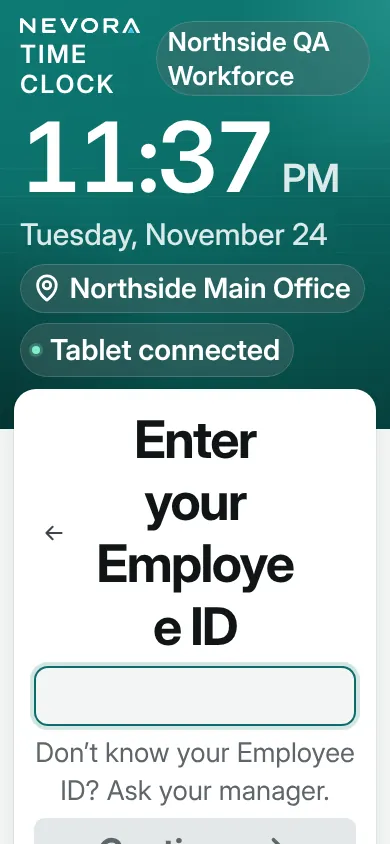 NEVORA
TIME
CLOCK
Northside QA
Workforce
11:37 PM
Tuesday, November 24
Northside Main Office
Tablet connected
Enter
your
Employe
e ID
Don't know your Employee
ID? Ask your manager.